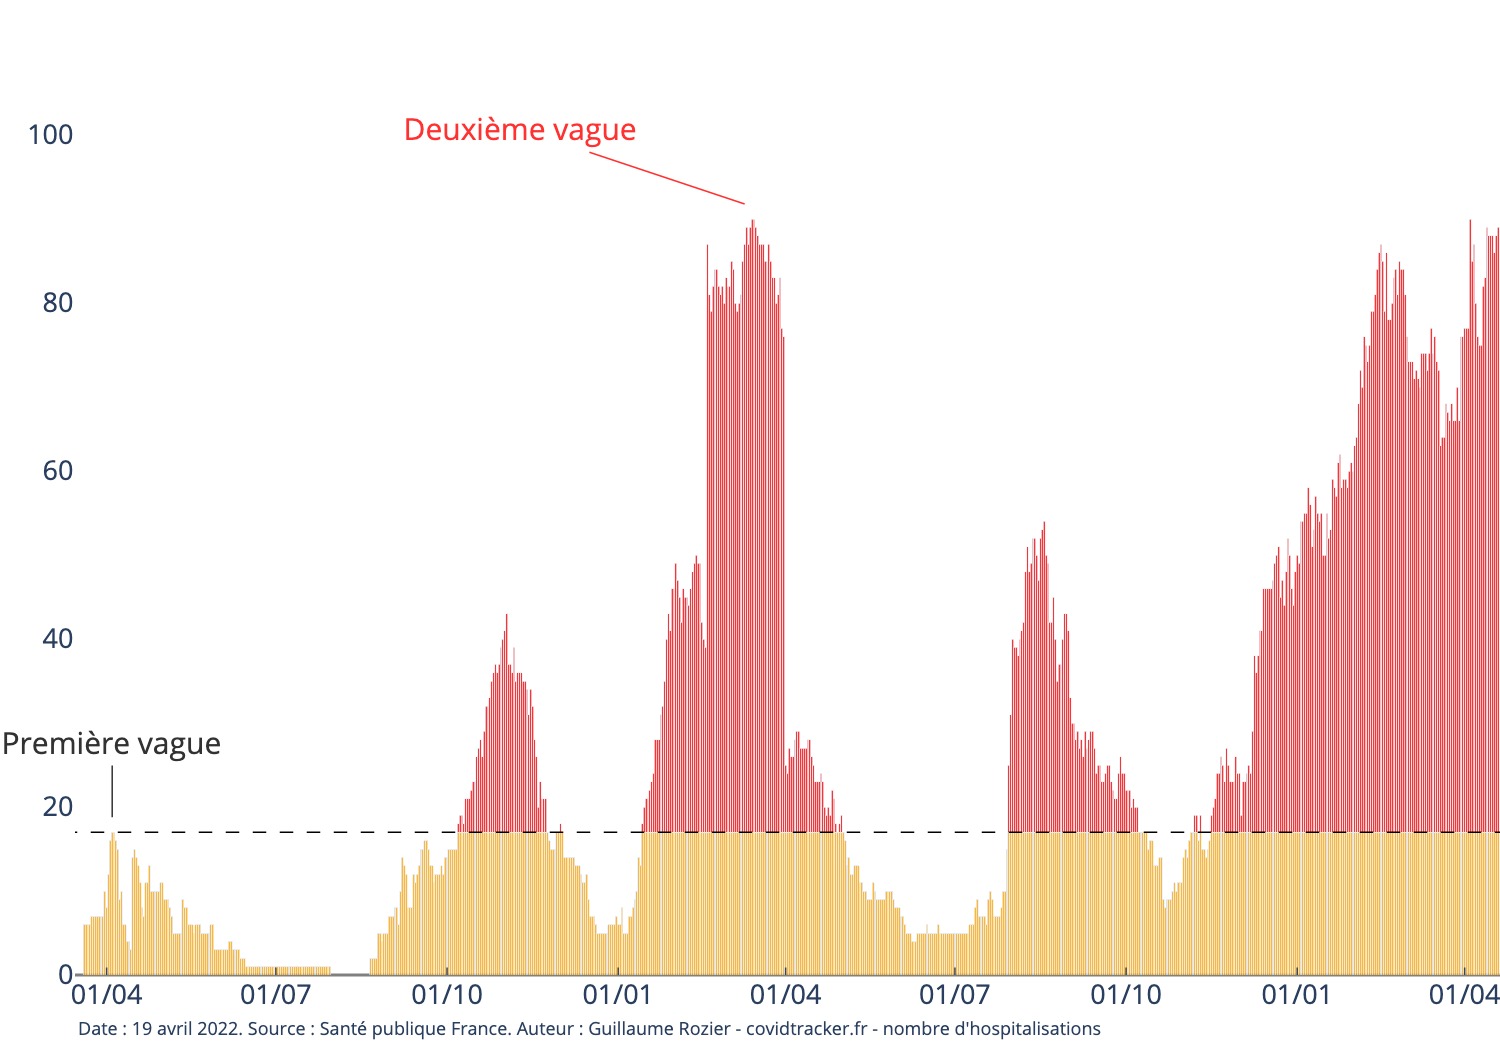 100
Deuxième vague
80
60
40
Première vague
20
0
01/04 01/07 01/10 01/01 01/04 01/07 01/10 01/01 01/04
Date : 19 avril 2022. Source : Santé publique France. Auteur : Guillaume Rozier - covidtracker.fr - nombre d'hospitalisations